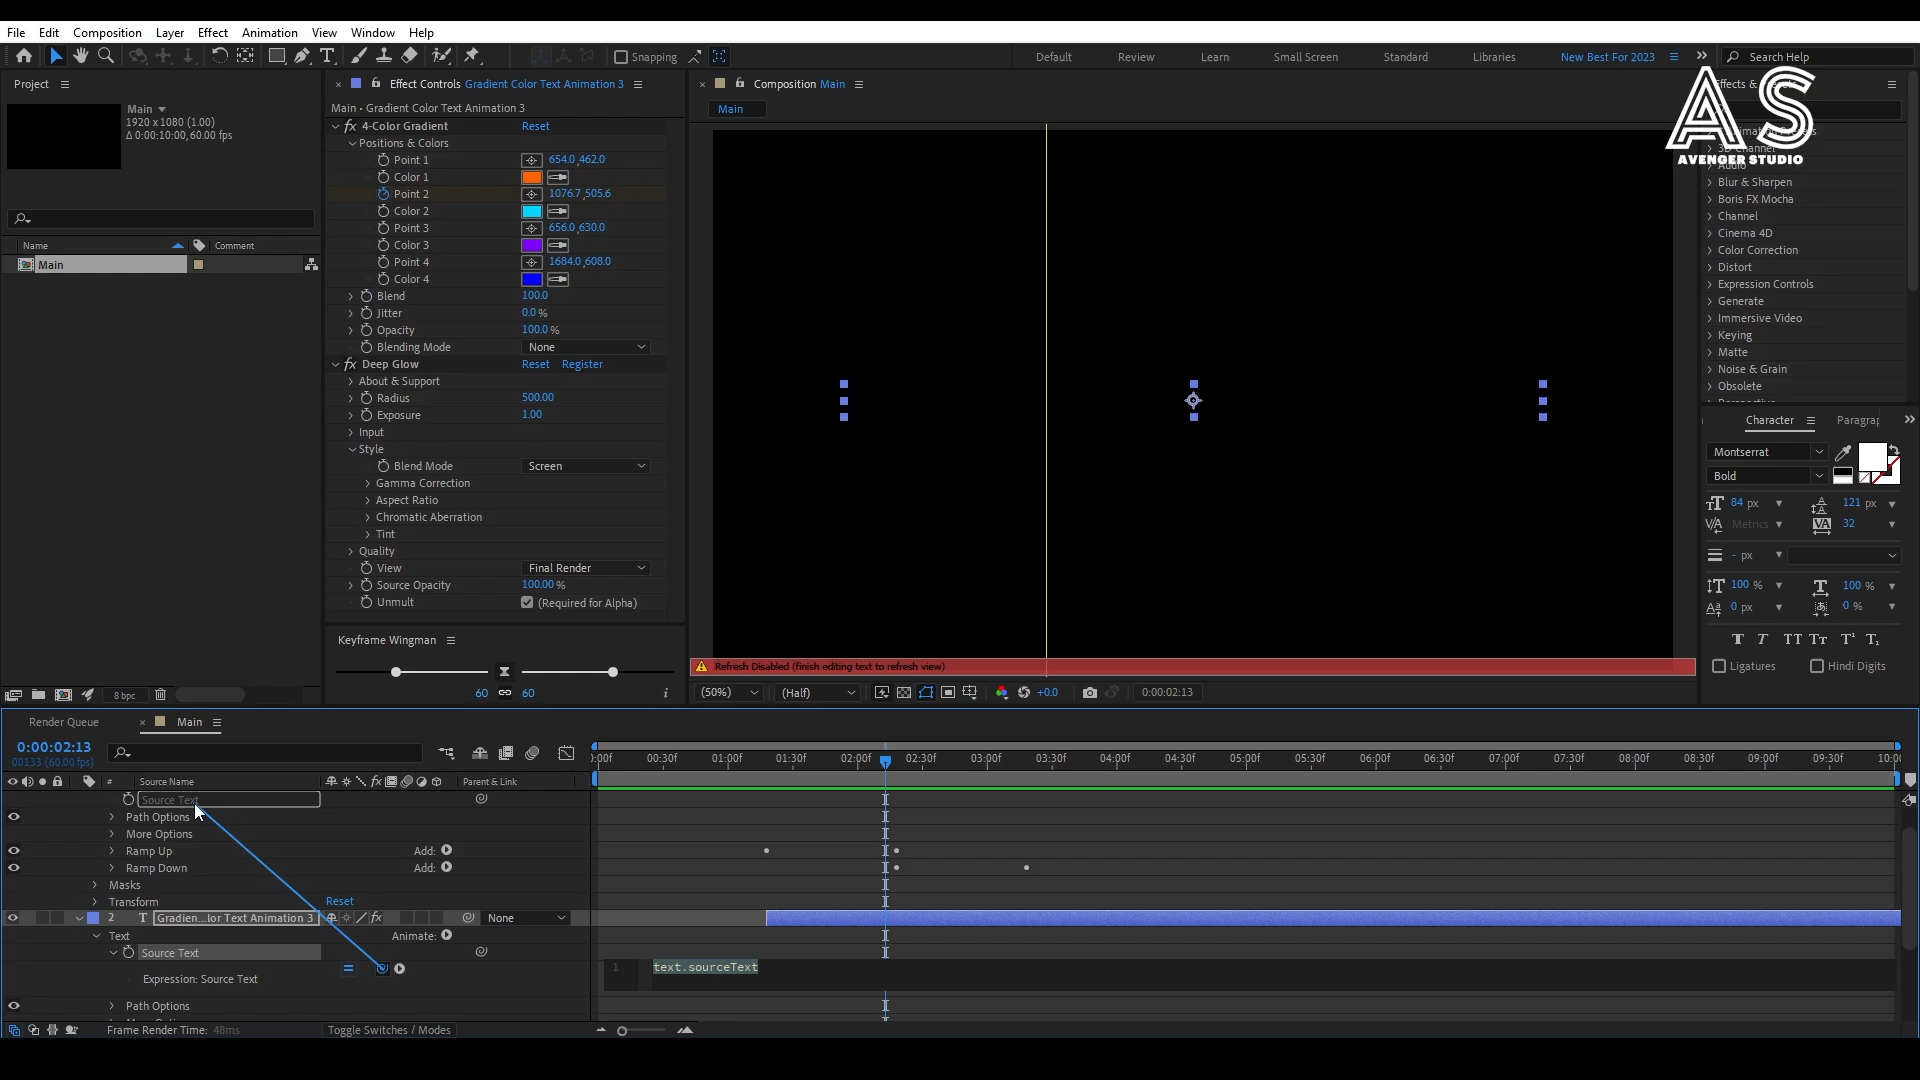 File Edit Composition Layer Effect Animation View Window Help
Snapping Default Review Learn Small Screen Standard Libraries New Best For 2023 Search Help
AS
AVENGER STUDIO
Project
Main
1920 x 1080 (1.00)
Δ 0:00:10:00, 60.00 fps
Name Comment
Main
8 bpc
Effect Controls Gradient Color Text Animation 3
Main • Gradient Color Text Animation 3
fx 4-Color Gradient Reset
Positions & Colors
Point 1 654.0,462.0
Color 1
Point 2 1076.7,505.6
Color 2
Point 3 656.0,630.0
Color 3
Point 4 1684.0,608.0
Color 4
Blend 100.0
Jitter 0.0 %
Opacity 100.0 %
Blending Mode None
fx Deep Glow Reset Register
About & Support
Radius 500.00
Exposure 1.00
Input
Style
Blend Mode Screen
Gamma Correction
Aspect Ratio
Chromatic Aberration
Tint
Quality
View Final Render
Source Opacity 100.00 %
Unmult (Required for Alpha)
Keyframe Wingman
60 60 i
Composition Main
Main
Refresh Disabled (finish editing text to refresh view)
(50%) (Half) +0.0 0:00:02:13
3D Channel
Audio
Blur & Sharpen
Boris FX Mocha
Channel
Cinema 4D
Color Correction
Distort
Expression Controls
Generate
Immersive Video
Keying
Matte
Noise & Grain
Obsolete
Character Paragra
Montserrat
Bold
84 px 121 px
Metrics 32
- px
100 % 100 %
0 px 0 %
T T TT Tt T¹ T₁
Ligatures Hindi Digits
Render Queue Main
0:00:02:13
00133 (60.00 fps)
# Source Name fx Parent & Link
:00f 00:30f 01:00f 01:30f 02:00f 02:30f 03:00f 03:30f 04:00f 04:30f 05:00f 05:30f 06:00f 06:30f 07:00f 07:30f 08:00f 08:30f 09:00f 09:30f 10:0
Source Text
Path Options
More Options
Ramp Up Add:
Ramp Down Add:
Masks
Transform Reset
2 T Gradien...lor Text Animation 3 fx None
Text Animate:
Source Text
Expression: Source Text
1 text.sourceText
Path Options
Frame Render Time: 48ms Toggle Switches / Modes